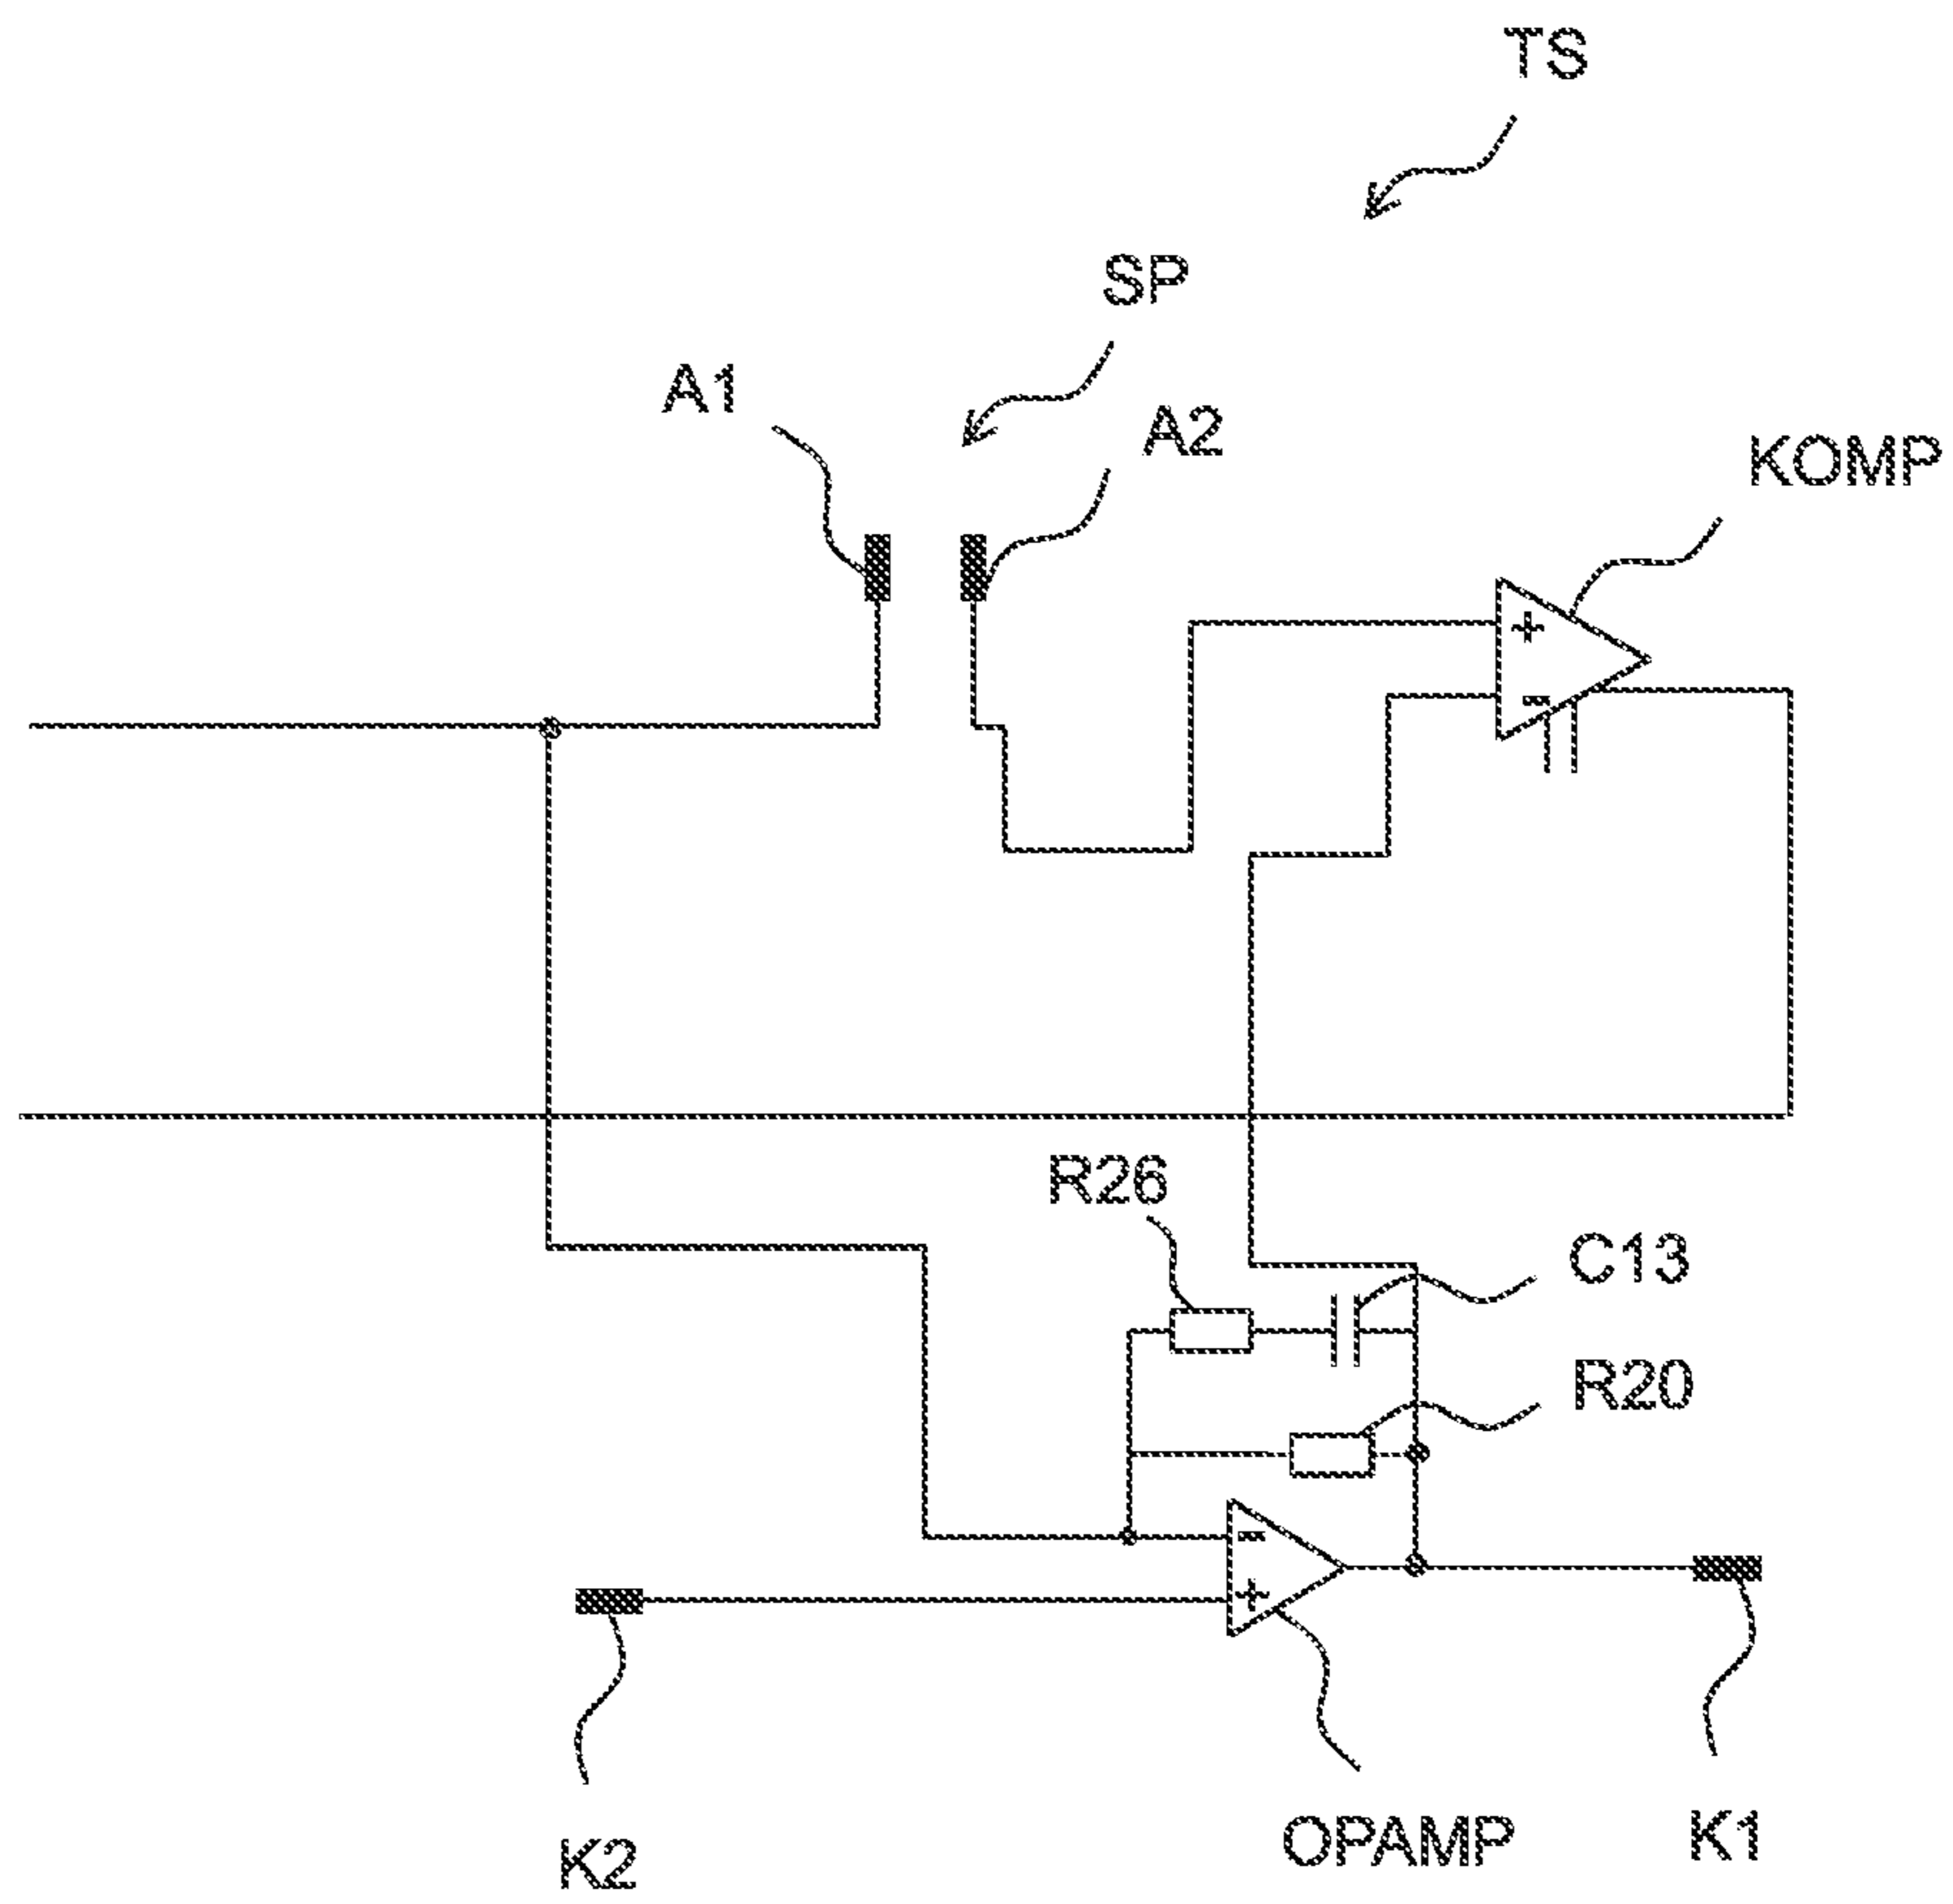 TS
SP
A1
A2
KOMP
+
-
R26
C13
R20
-
+
K2
OPAMP
K1